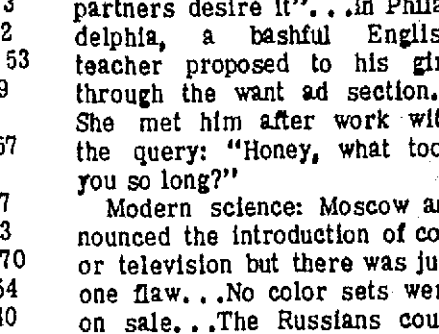 3 partners desire it". . .In Phila
2 delphia, a bashful Englis
53 teacher proposed to his gir
9 through the want ad section.
She met him after work wit
67 the query: "Honey, what too
you so long?"
7 Modern science: Moscow an
3 nounced the introduction of co
70 or television but there was ju
54 one flaw. . .No color sets wer
40 on sale. . .The Russians cou